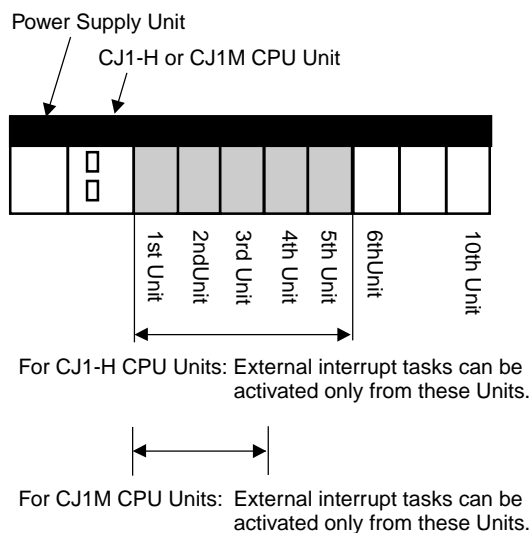 Power Supply Unit
CJ1-H or CJ1M CPU Unit
1st Unit
2ndUnit
3rd Unit
4th Unit
5th Unit
6thUnit
10th Unit
For CJ1-H CPU Units: External interrupt tasks can be
activated only from these Units.
For CJ1M CPU Units: External interrupt tasks can be
activated only from these Units.